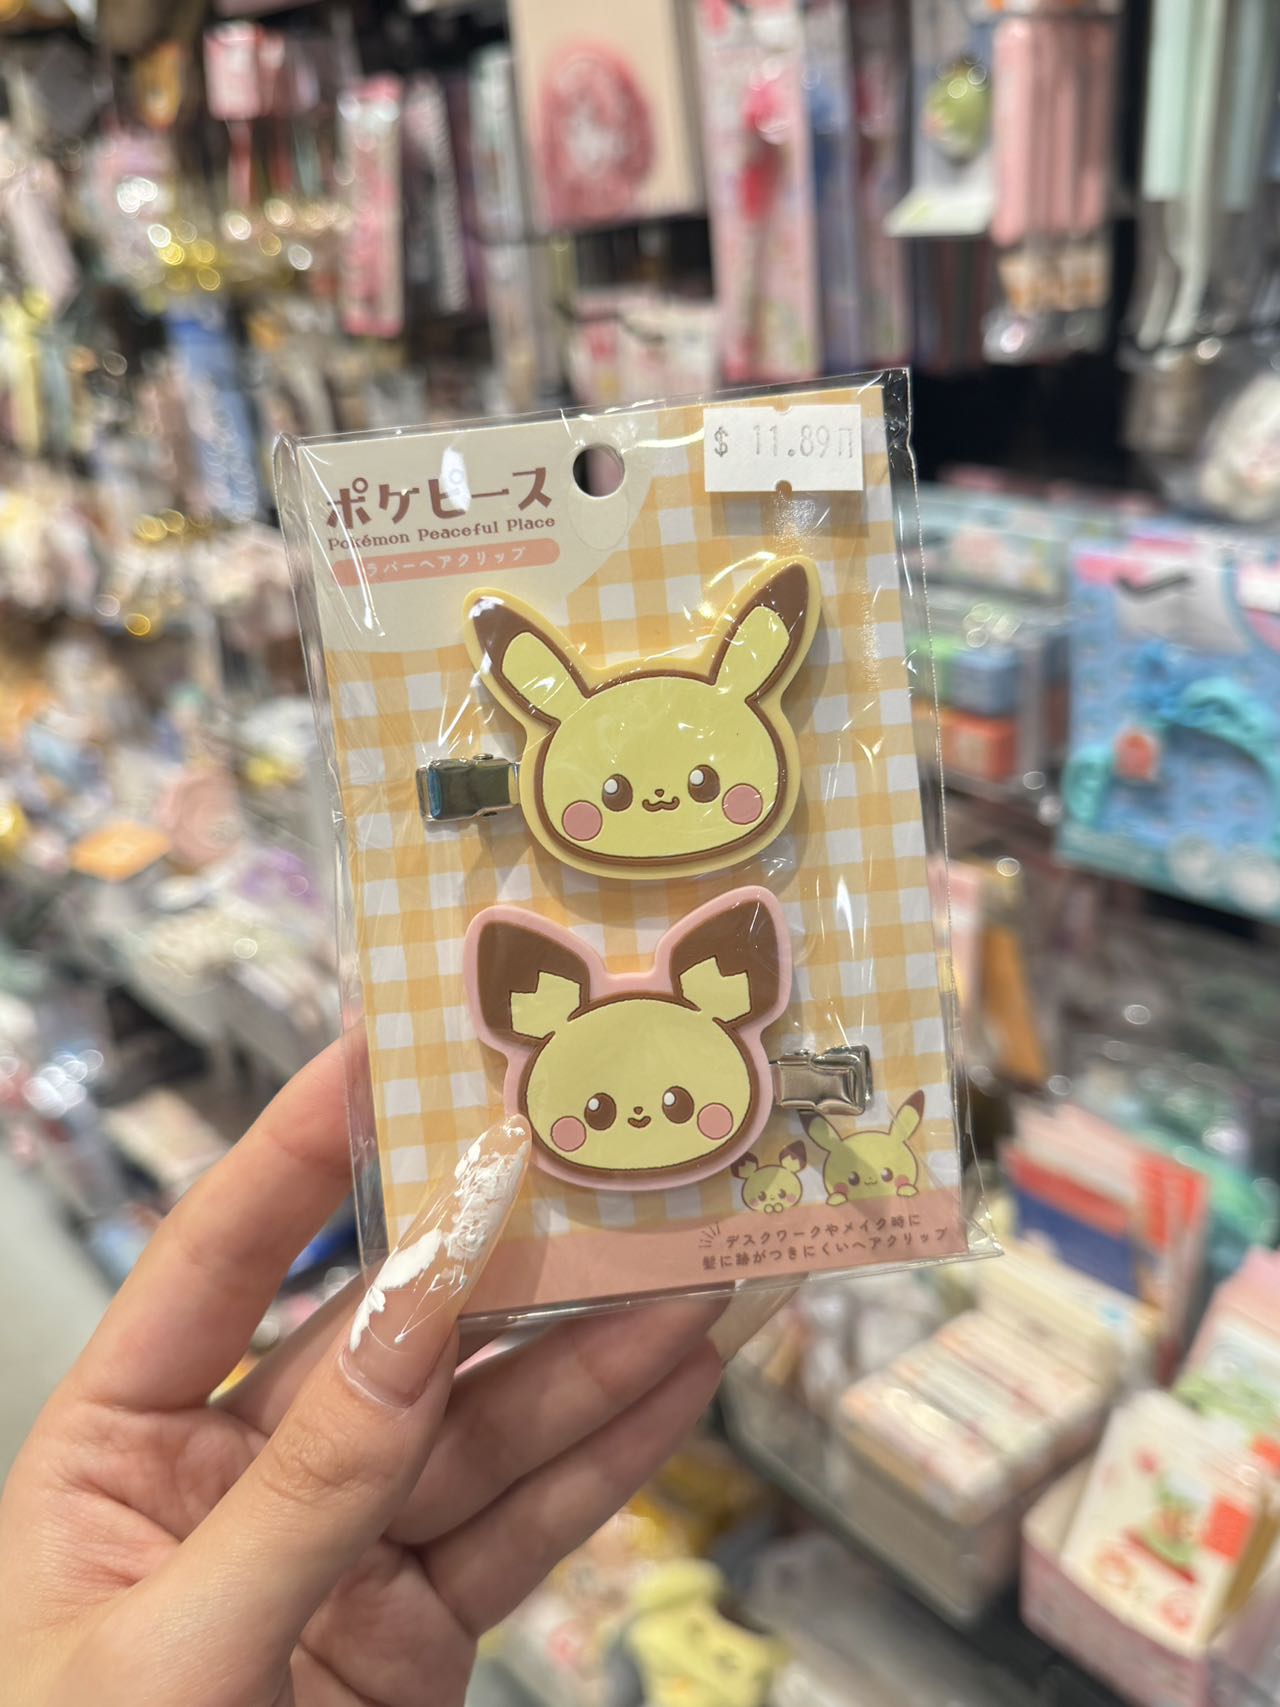 $ 11.89
ポケピース
Pokémon Peaceful Place
ラバーヘアクリップ
デスクワークやメイク時に
髪に跡がつきにくいヘアクリップ